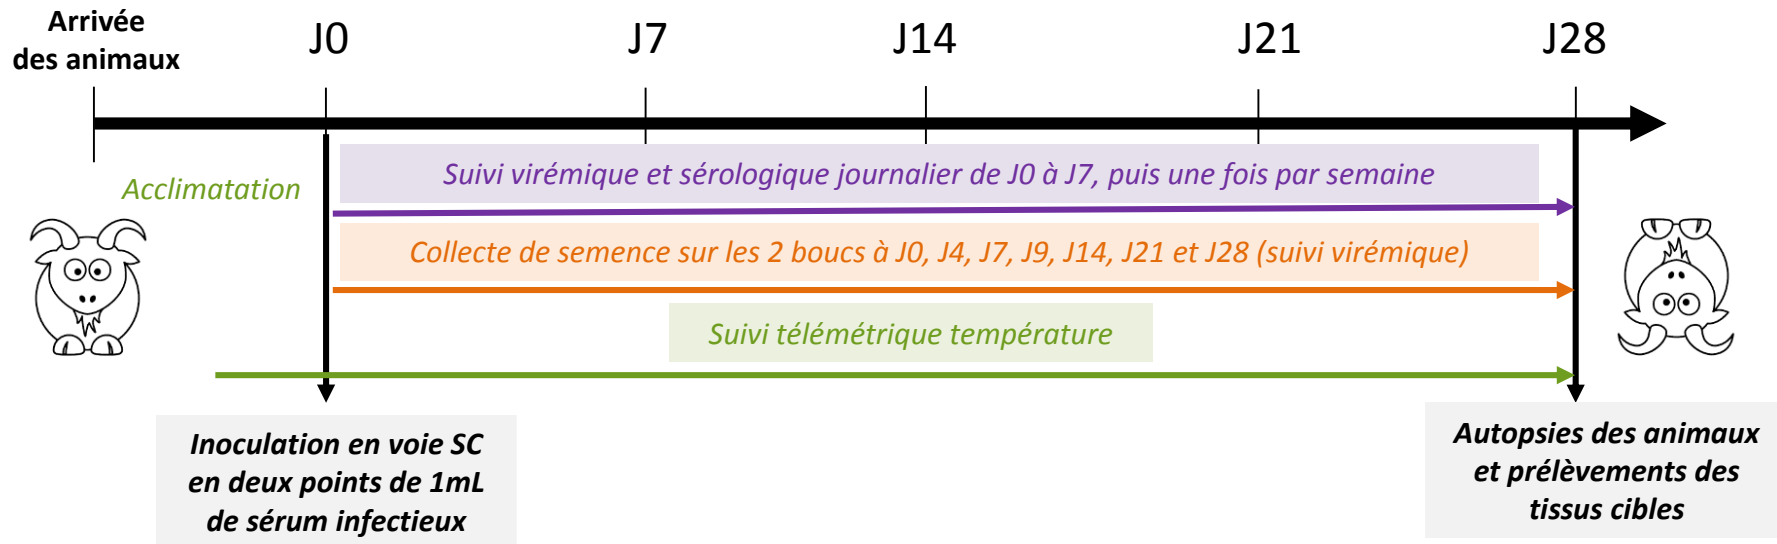 Arrivée
des animaux
J0
J7
J14
J21
J28
Acclimatation
Suivi virémique et sérologique journalier de J0 à J7, puis une fois par semaine
Collecte de semence sur les 2 boucs à J0, J4, J7, J9, J14, J21 et J28 (suivi virémique)
Suivi télémétrique température
Inoculation en voie SC
en deux points de 1mL
de sérum infectieux
Autopsies des animaux
et prélèvements des
tissus cibles